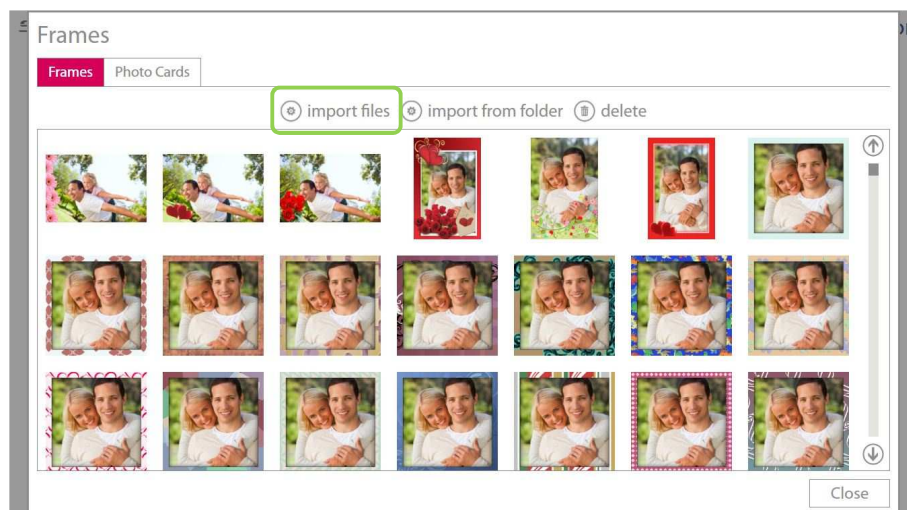 Frames
Frames Photo Cards
import files import from folder delete
Close